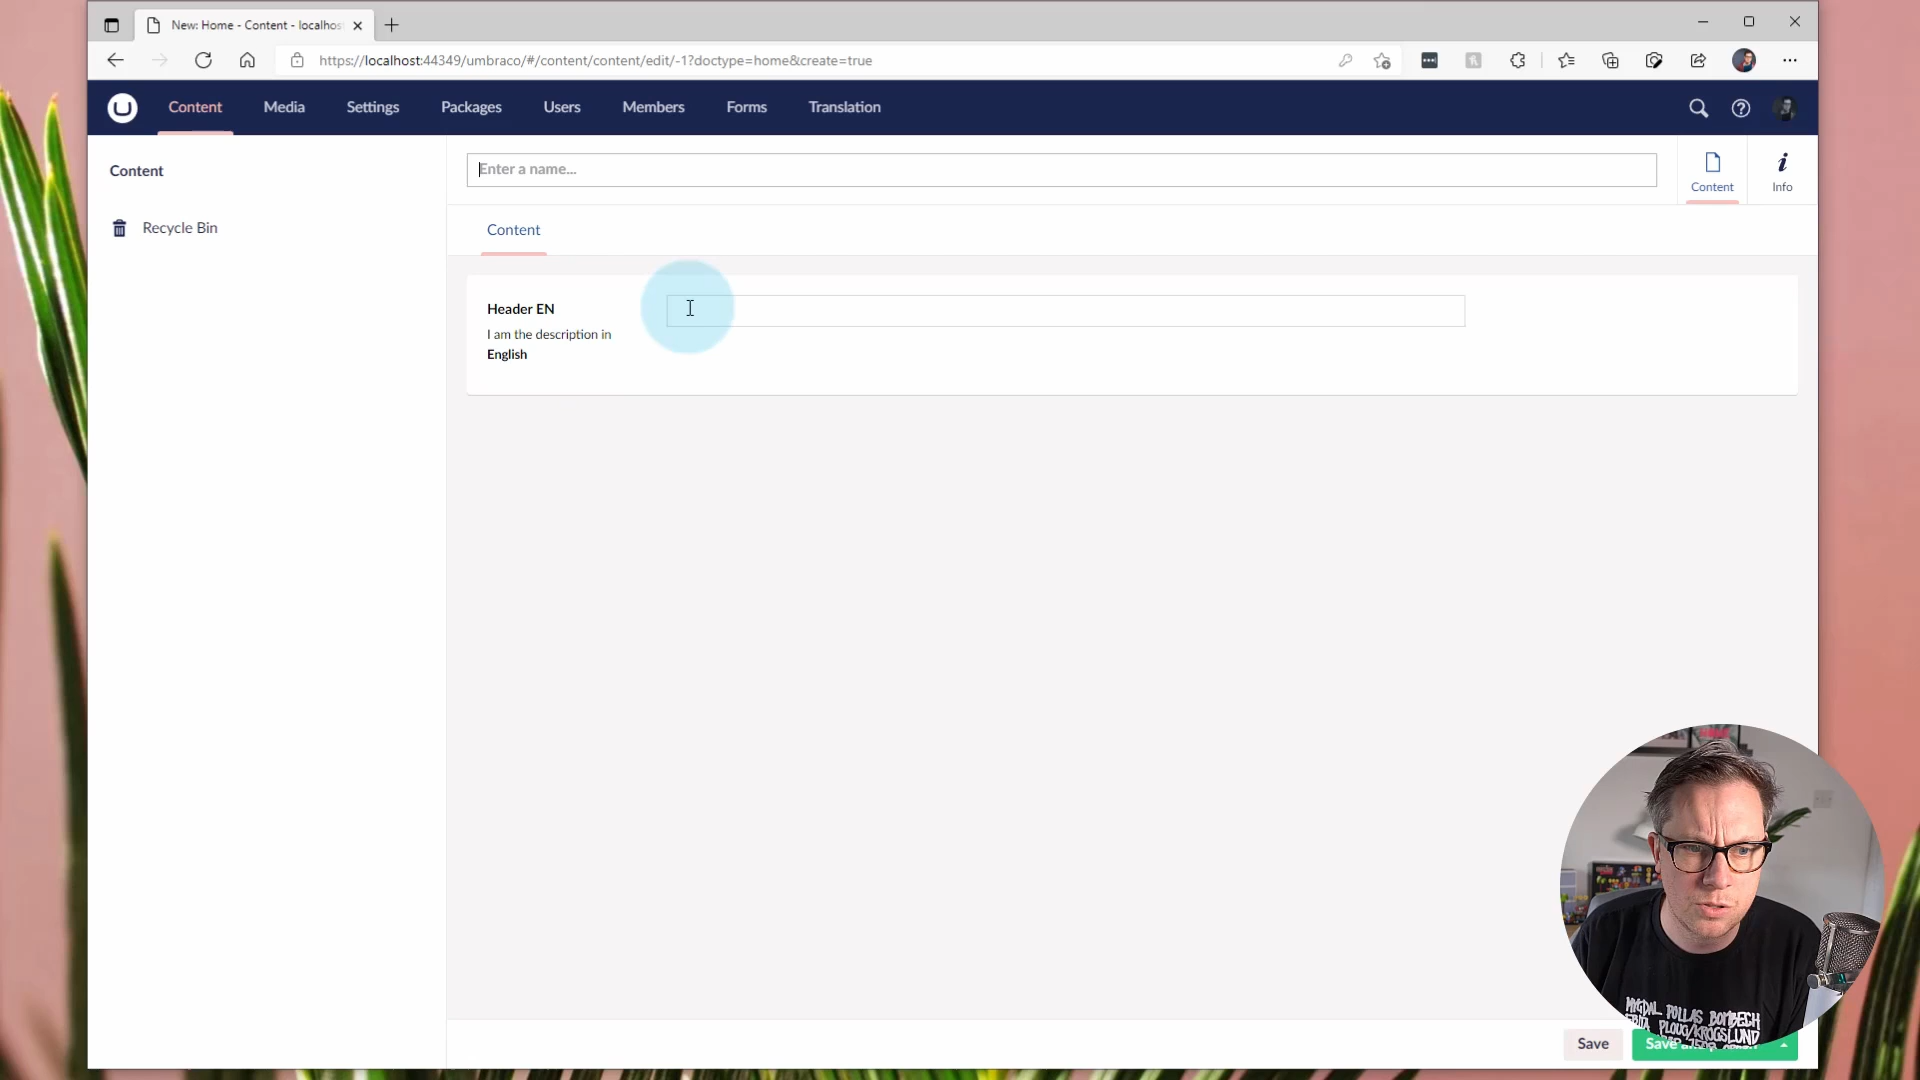 New: Home - Content - localhos
https://localhost:44349/umbraco/#/content/content/edit/-1?doctype=home&create=true
Content Media Settings Packages Users Members Forms Translation
Content
Enter a name...
Content
Info
Recycle Bin
Content
Header EN
I am the description in
English
Save
Save